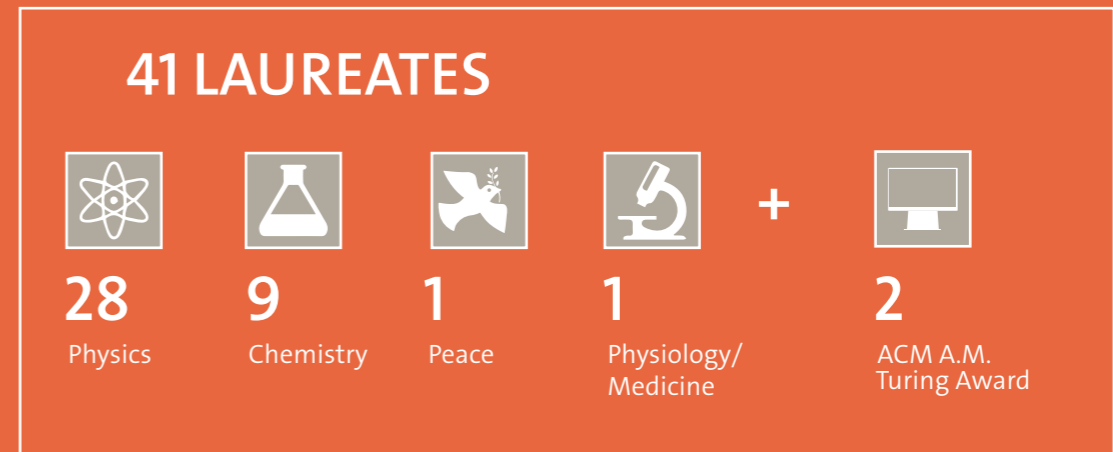 41 LAUREATES
28
Physics
9
Chemistry
1
Peace
1
Physiology/
Medicine
+
2
ACM A.M.
Turing Award